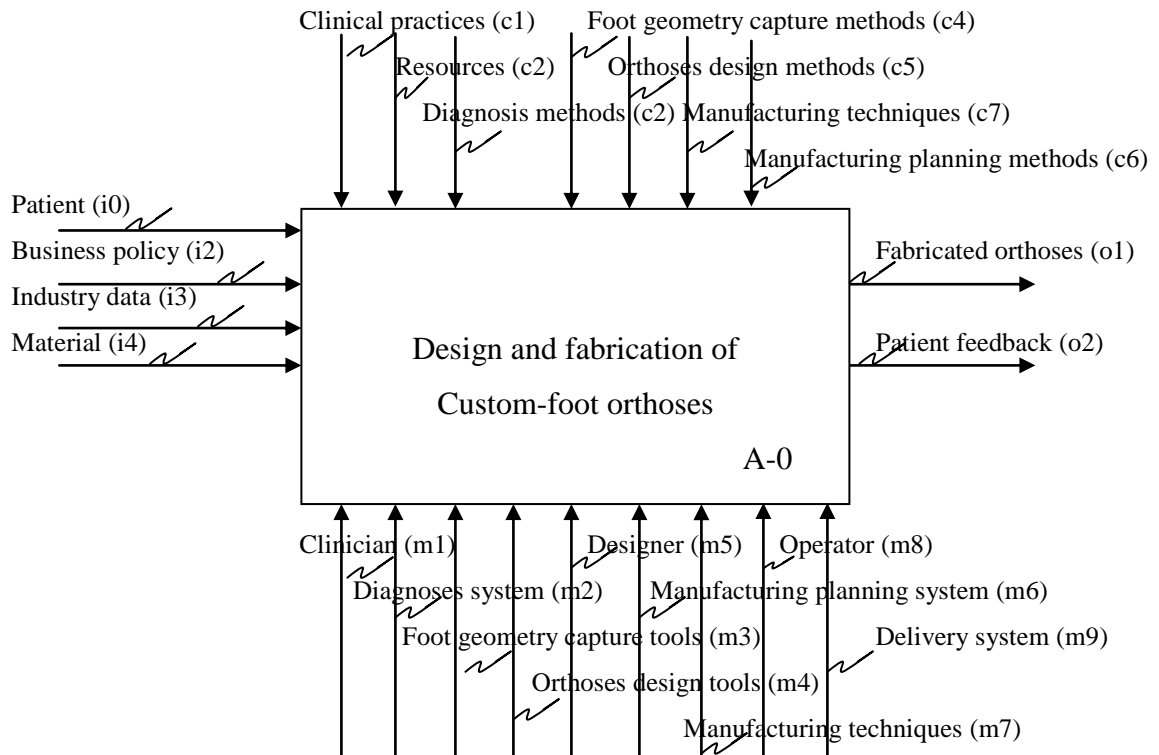 Clinical practices (c1)
Foot geometry capture methods (c4)
Resources (c2)
Orthoses design methods (c5)
Diagnosis methods (c2)
Manufacturing techniques (c7)
Manufacturing planning methods (c6)
Patient (i0)
Business policy (i2)
Industry data (i3)
Material (i4)
Fabricated orthoses (o1)
Patient feedback (o2)
Design and fabrication of
Custom-foot orthoses
A-0
Clinician (m1)
Designer (m5)
Operator (m8)
Diagnoses system (m2)
Manufacturing planning system (m6)
Foot geometry capture tools (m3)
Delivery system (m9)
Orthoses design tools (m4)
Manufacturing techniques (m7)